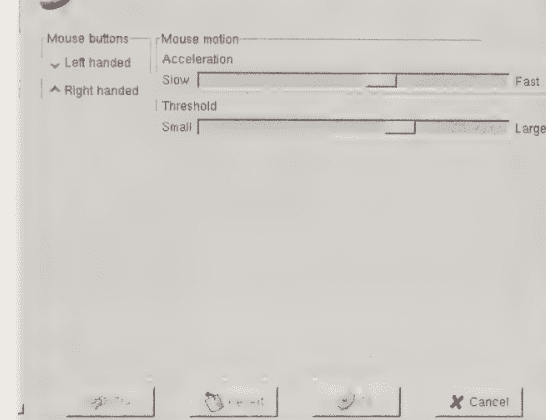 Mouse buttons
Left handed
Right handed
Mouse motion
Acceleration
Slow Fast
Threshold
Small Large
Cancel